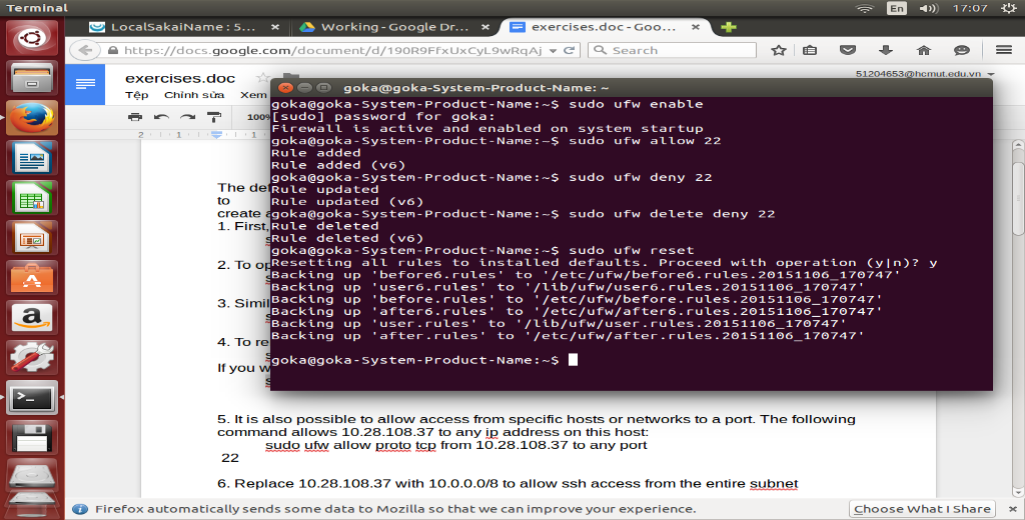 Terminal
En
17:07
LocalSakaiName : 5...
Working - Google Dr...
exercises.doc - Goo...
https://docs.google.com/document/d/190R9FfxUxCyL9wRqAj
Search
exercises.doc
51204653@hcmut.edu.vn
Tệp Chỉnh sửa Xem
100%
2 1 1
goka@goka-System-Product-Name: ~
goka@goka-System-Product-Name:~$ sudo ufw enable
[sudo] password for goka:
Firewall is active and enabled on system startup
goka@goka-System-Product-Name:~$ sudo ufw allow 22
Rule added
Rule added (v6)
goka@goka-System-Product-Name:~$ sudo ufw deny 22
Rule updated
Rule updated (v6)
goka@goka-System-Product-Name:~$ sudo ufw delete deny 22
Rule deleted
Rule deleted (v6)
goka@goka-System-Product-Name:~$ sudo ufw reset
Resetting all rules to installed defaults. Proceed with operation (y|n)? y
Backing up 'before6.rules' to '/etc/ufw/before6.rules.20151106_170747'
Backing up 'user6.rules' to '/lib/ufw/user6.rules.20151106_170747'
Backing up 'before.rules' to '/etc/ufw/before.rules.20151106_170747'
Backing up 'after6.rules' to '/etc/ufw/after6.rules.20151106_170747'
Backing up 'user.rules' to '/lib/ufw/user.rules.20151106_170747'
Backing up 'after.rules' to '/etc/ufw/after.rules.20151106_170747'
goka@goka-System-Product-Name:~$
The def
to
create a
1. First,
s
2. To op
s
3. Simil
s
4. To re
s
If you w
s
5. It is also possible to allow access from specific hosts or networks to a port. The following
command allows 10.28.108.37 to any ip address on this host:
sudo ufw allow proto tcp from 10.28.108.37 to any port
22
6. Replace 10.28.108.37 with 10.0.0.0/8 to allow ssh access from the entire subnet
Firefox automatically sends some data to Mozilla so that we can improve your experience.
Choose What I Share